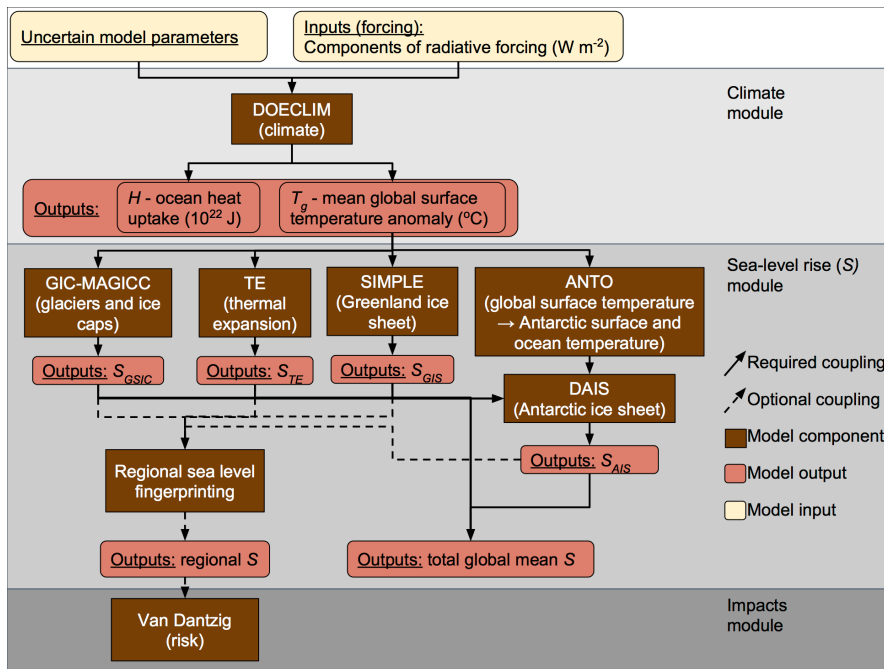 Uncertain model parameters
Inputs (forcing):
Components of radiative forcing (W m-2)
Climate
module
DOECLIM
(climate)
Outputs:
H - ocean heat
uptake (10²² J)
Tg - mean global surface
temperature anomaly (ºC)
Sea-level rise (S)
module
GIC-MAGICC
(glaciers and ice
caps)
TE
(thermal
expansion)
SIMPLE
(Greenland ice
sheet)
ANTO
(global surface temperature
→ Antarctic surface and
ocean temperature)
Outputs: SGSIC
Outputs: STE
Outputs: SGIS
DAIS
(Antarctic ice sheet)
Outputs: SAIS
Regional sea level
fingerprinting
Outputs: regional S
Outputs: total global mean S
Required coupling
Optional coupling
Model component
Model output
Model input
Van Dantzig
(risk)
Impacts
module